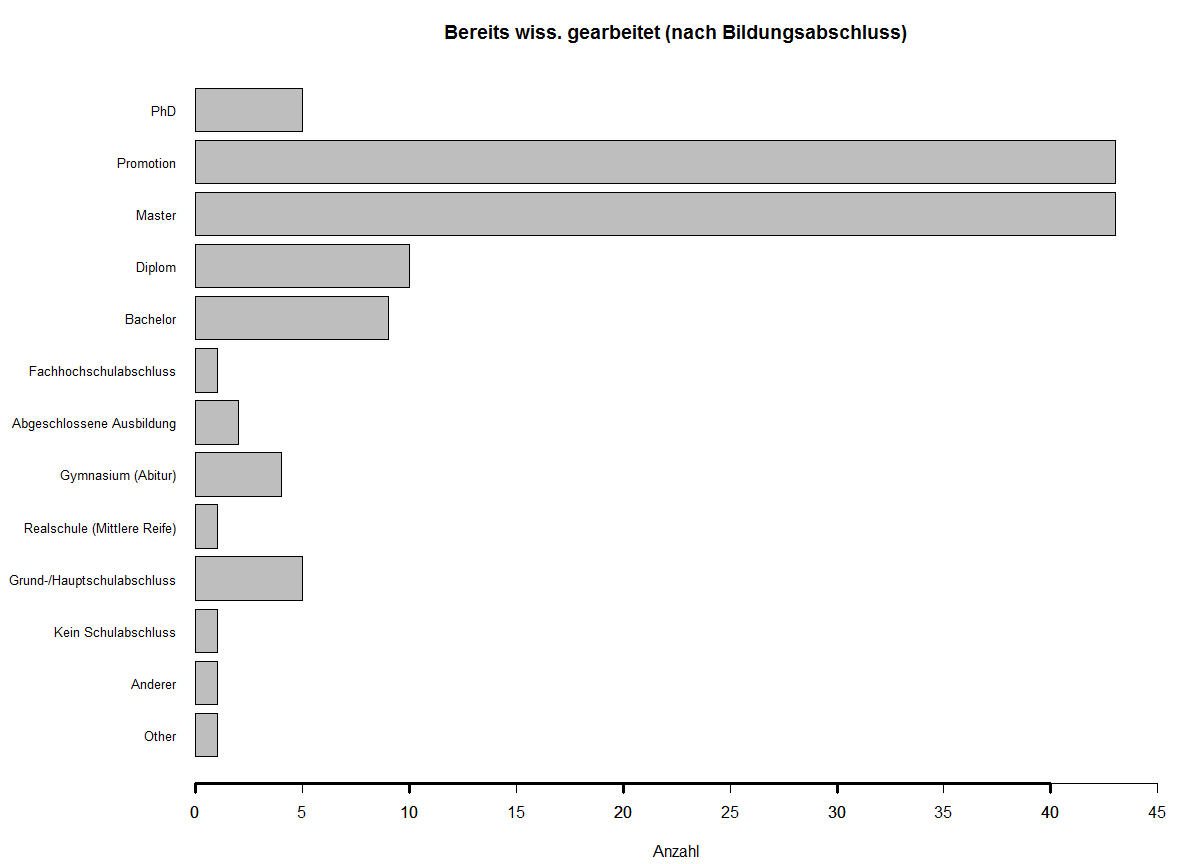 Bereits wiss. gearbeitet (nach Bildungsabschluss)
PhD
Promotion
Master
Diplom
Bachelor
Fachhochschulabschluss
Abgeschlossene Ausbildung
Gymnasium (Abitur)
Realschule (Mittlere Reife)
Grund-/Hauptschulabschluss
Kein Schulabschluss
Anderer
Other
0 5 10 15 20 25 30 35 40 45
Anzahl